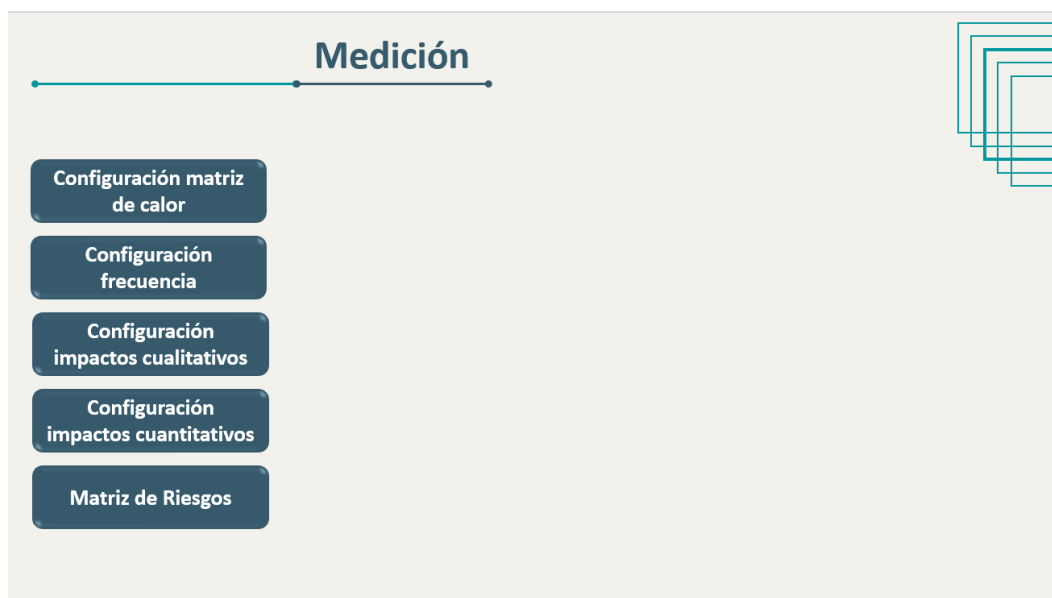 Medición
Configuración matriz
de calor
Configuración
frecuencia
Configuración
impactos cualitativos
Configuración
impactos cuantitativos
Matriz de Riesgos